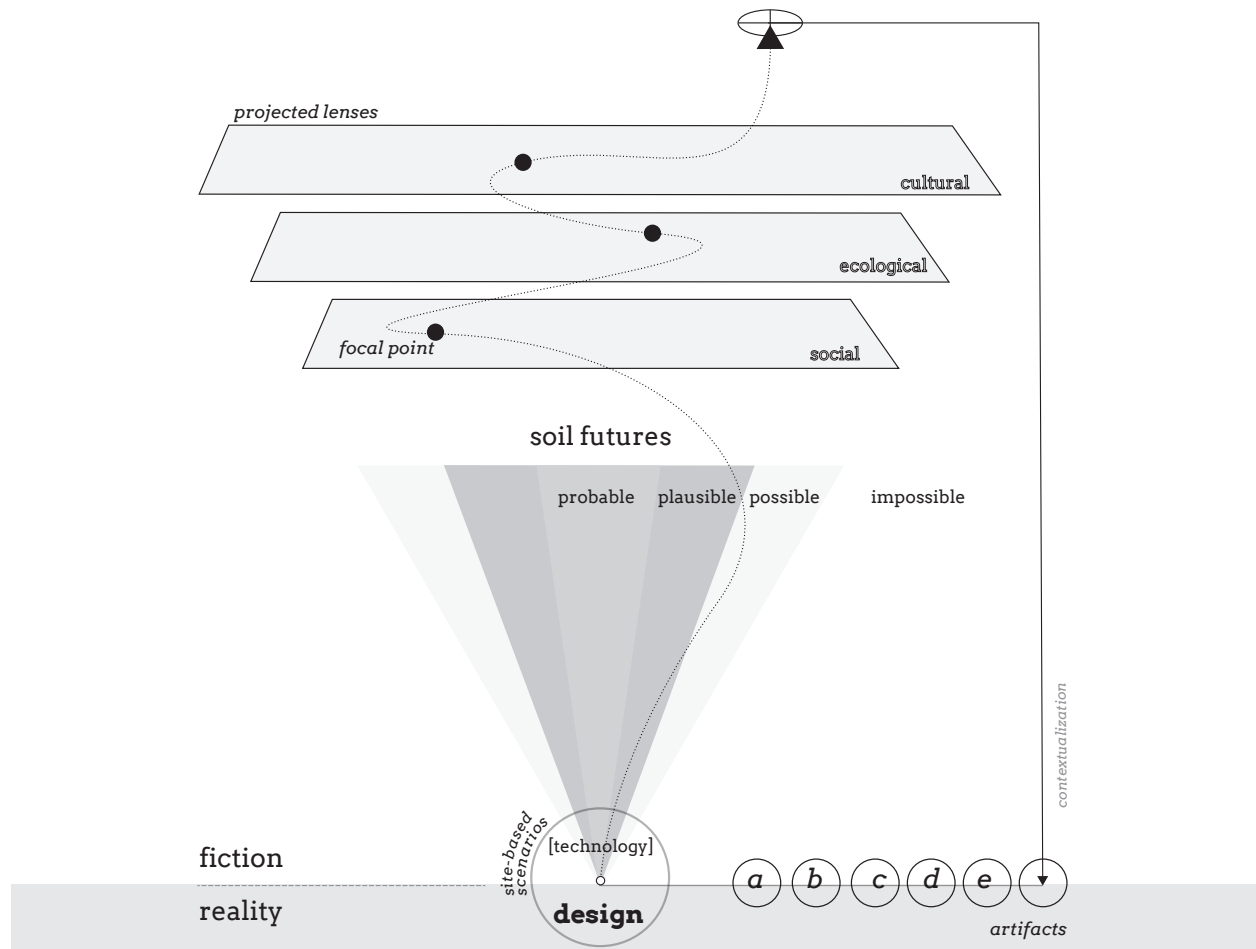 projected lenses
cultural
ecological
social
focal point
soil futures
probable
plausible
possible
impossible
contextualization
site-based
scenarios
[technology]
fiction
reality
design
a
b
c
d
e
artifacts